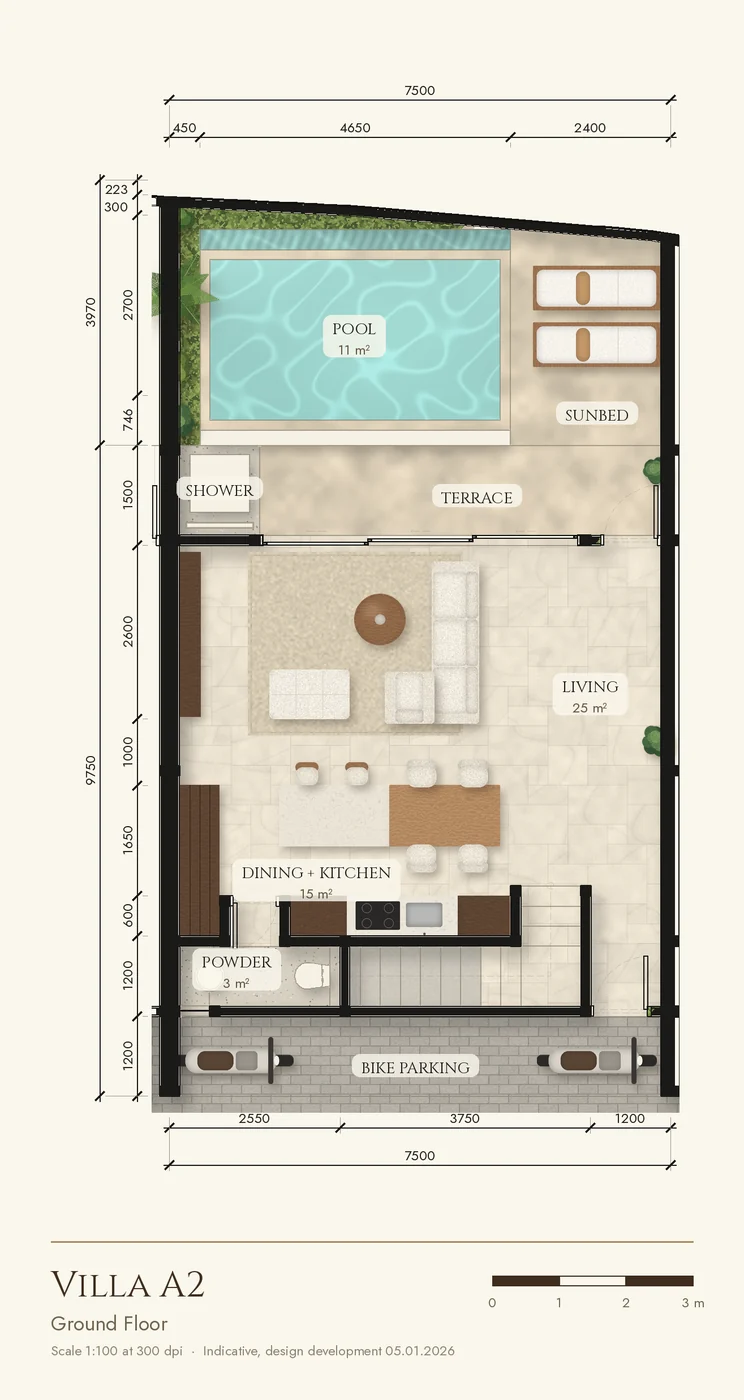 7500
450 4650 2400
223
300
3970
2700
746
POOL
11 m²
SUNBED
1500
SHOWER
TERRACE
2600
LIVING
25 m²
9750
1000
1650
DINING + KITCHEN
15 m²
600
POWDER
3 m²
1200
1200
BIKE PARKING
2550 3750 1200
7500
VILLA A2
Ground Floor
Scale 1:100 at 300 dpi · Indicative, design development 05.01.2026
0 1 2 3 m